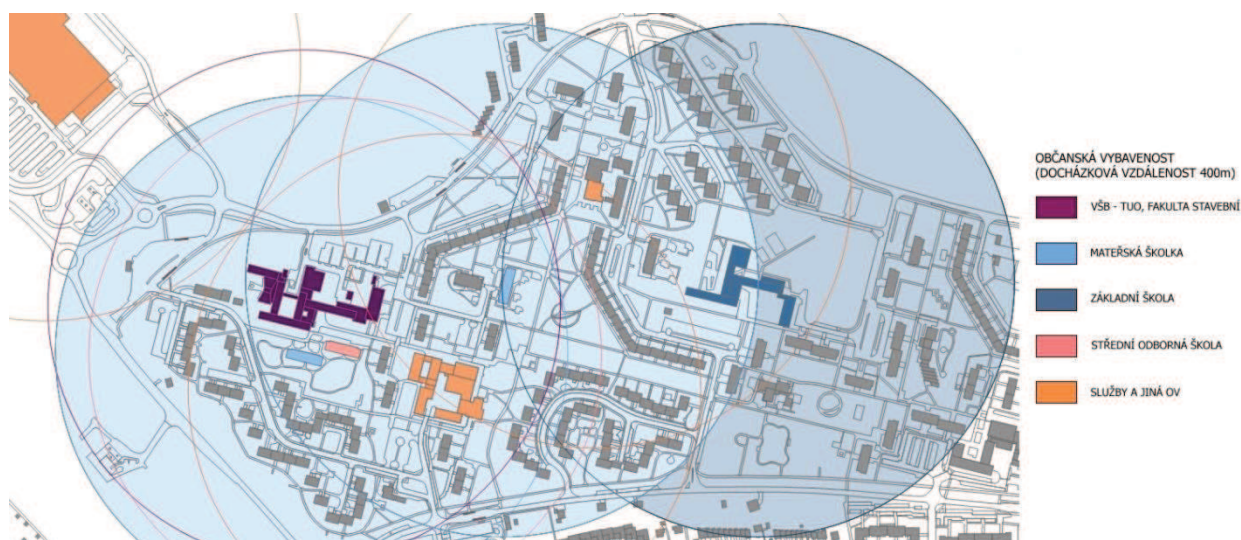 OBČANSKÁ VYBAVENOST
(DOCHÁZKOVÁ VZDÁLENOST 400m)
VŠB - TUO, FAKULTA STAVEBNÍ
MATEŘSKÁ ŠKOLKA
ZÁKLADNÍ ŠKOLA
STŘEDNÍ ODBORNÁ ŠKOLA
SLUŽBY A JINÁ OV